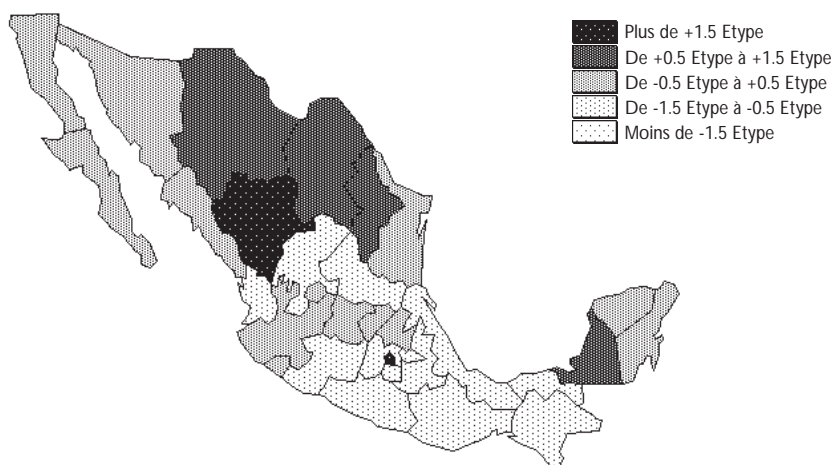 Plus de +1.5 Etype
De +0.5 Etype à +1.5 Etype
De -0.5 Etype à +0.5 Etype
De -1.5 Etype à -0.5 Etype
Moins de -1.5 Etype